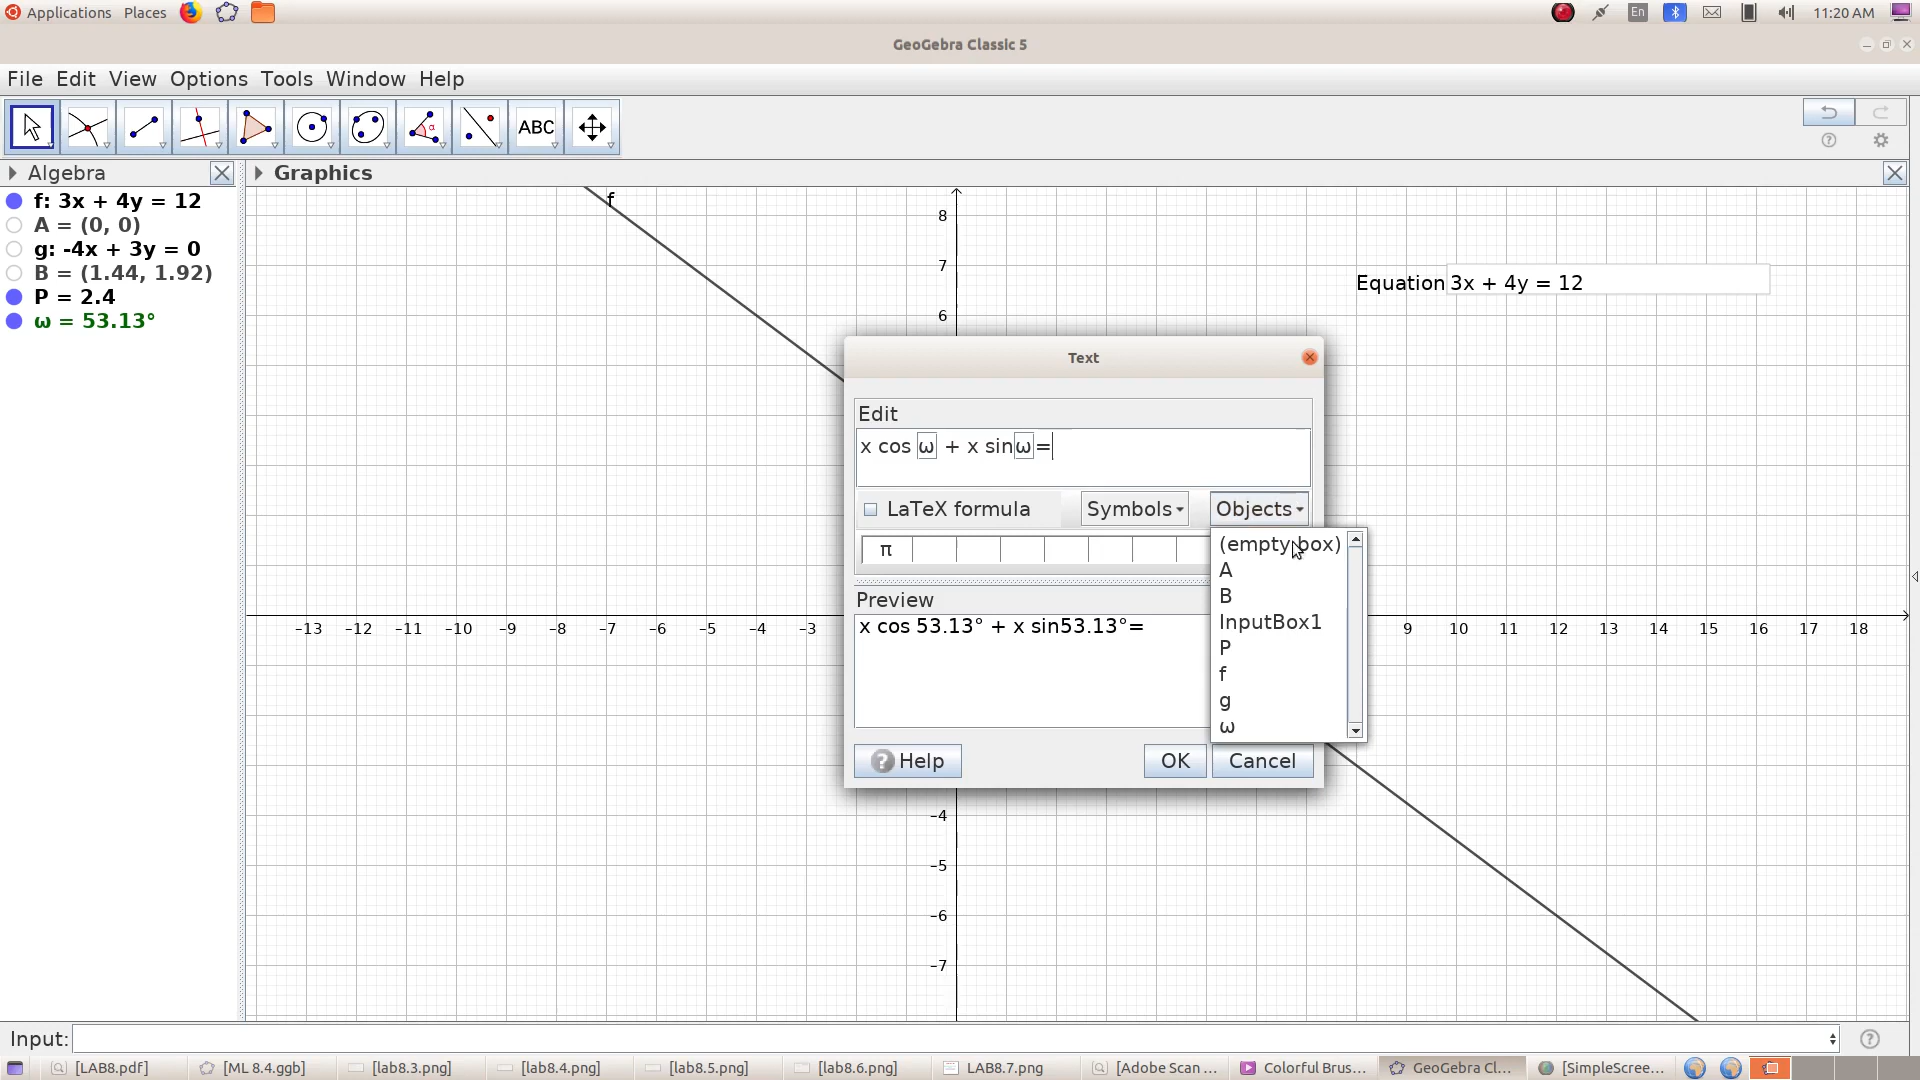 Applications Places En 11:20 AM
GeoGebra Classic 5
File Edit View Options Tools Window Help
α ABC
Algebra
Graphics
f: 3x + 4y = 12
A = (0, 0)
g: -4x + 3y = 0
B = (1.44, 1.92)
P = 2.4
ω = 53.13°
f
8
7
6
Equation 3x + 4y = 12
Text
Edit
x cos ω + x sinω=
LaTeX formula Symbols Objects
π
(empty box)
A
B
InputBox1
P
f
g
ω
Preview
x cos 53.13° + x sin53.13°=
Help OK Cancel
-13 -12 -11 -10 -9 -8 -7 -6 -5 -4 -3 9 10 11 12 13 14 15 16 17 18
-4
-5
-6
-7
Input:
[LAB8.pdf] [ML 8.4.ggb] [lab8.3.png] [lab8.4.png] [lab8.5.png] [lab8.6.png] LAB8.7.png [Adobe Scan ... Colorful Brus... GeoGebra Cl... [SimpleScree...